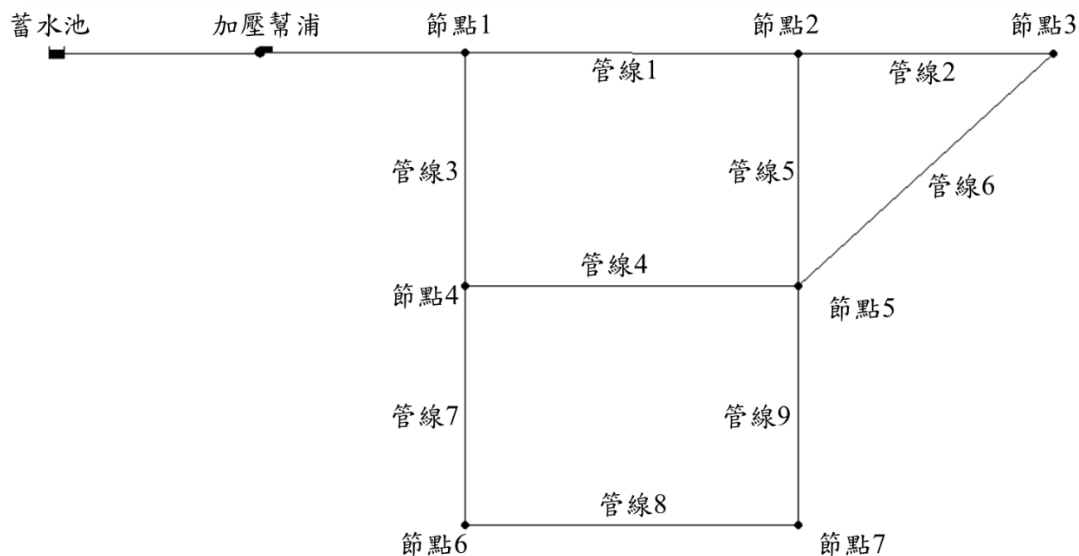 蓄水池
加壓幫浦
節點1
節點2
節點3
管線1
管線2
管線3
管線5
管線6
管線4
節點4
節點5
管線7
管線9
管線8
節點6
節點7